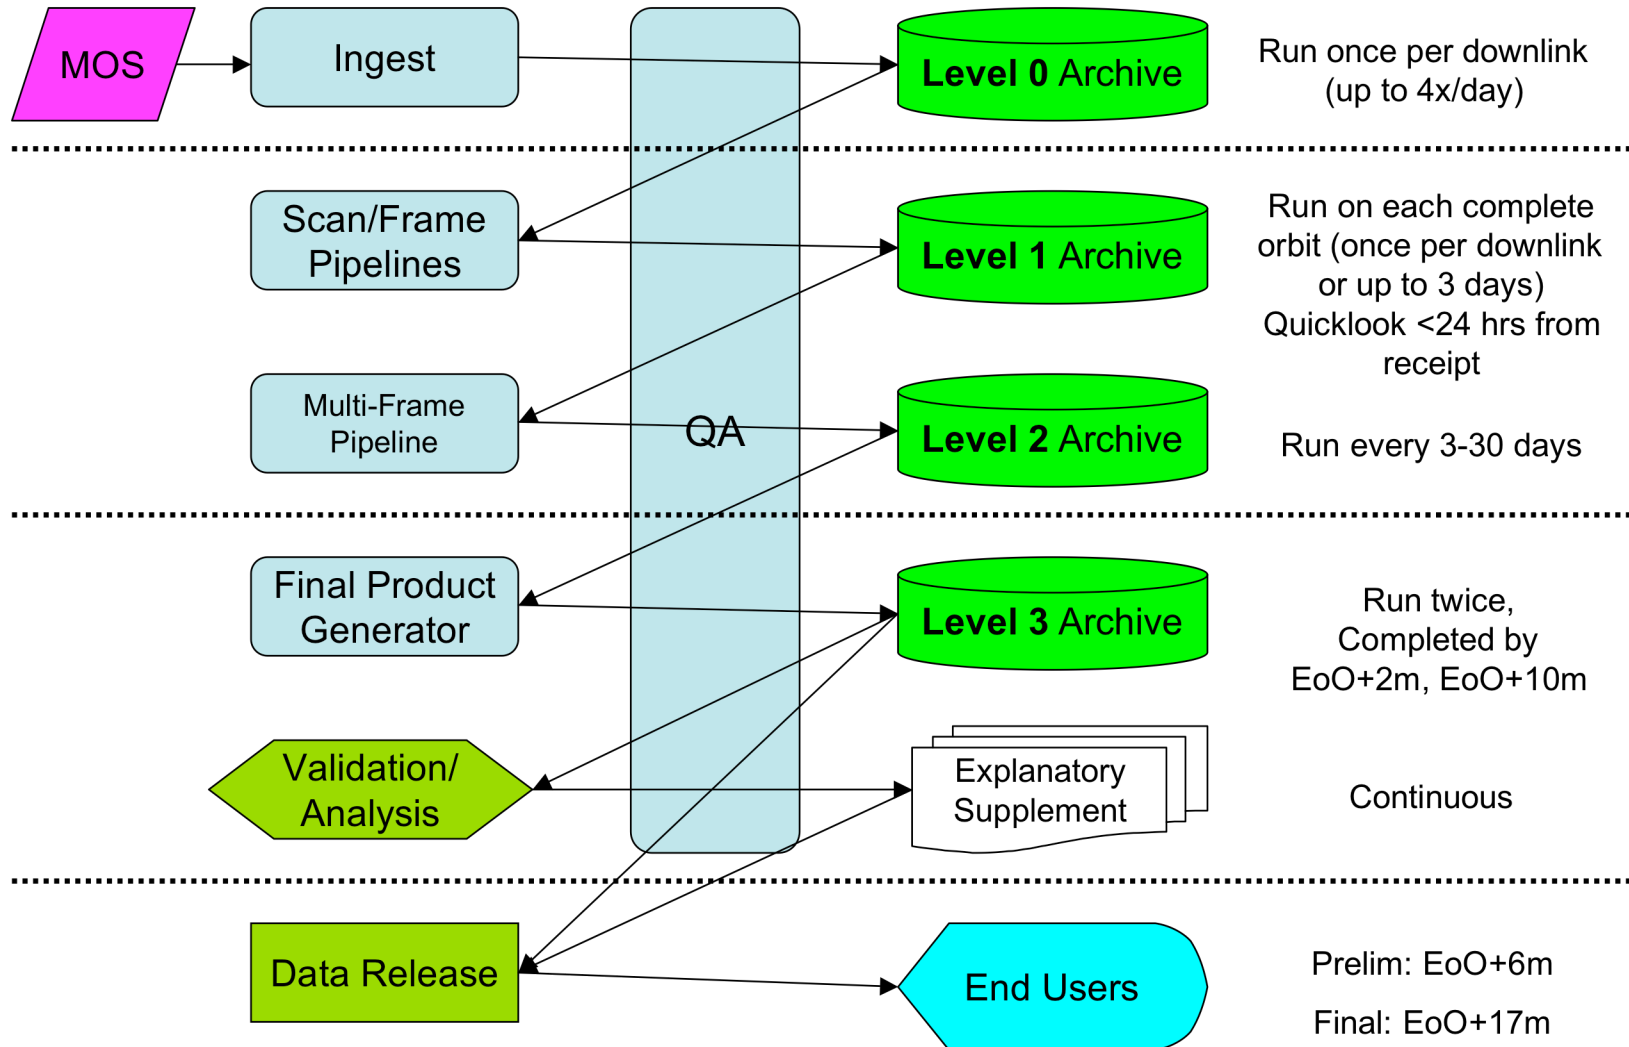 MOS
Ingest
Level 0 Archive
Run once per downlink
(up to 4x/day)
Scan/Frame
Pipelines
Level 1 Archive
Run on each complete
orbit (once per downlink
or up to 3 days)
Quicklook <24 hrs from
receipt
Multi-Frame
Pipeline
QA
Level 2 Archive
Run every 3-30 days
Final Product
Generator
Level 3 Archive
Run twice,
Completed by
EoO+2m, EoO+10m
Validation/
Analysis
Explanatory
Supplement
Continuous
Data Release
End Users
Prelim: EoO+6m
Final: EoO+17m